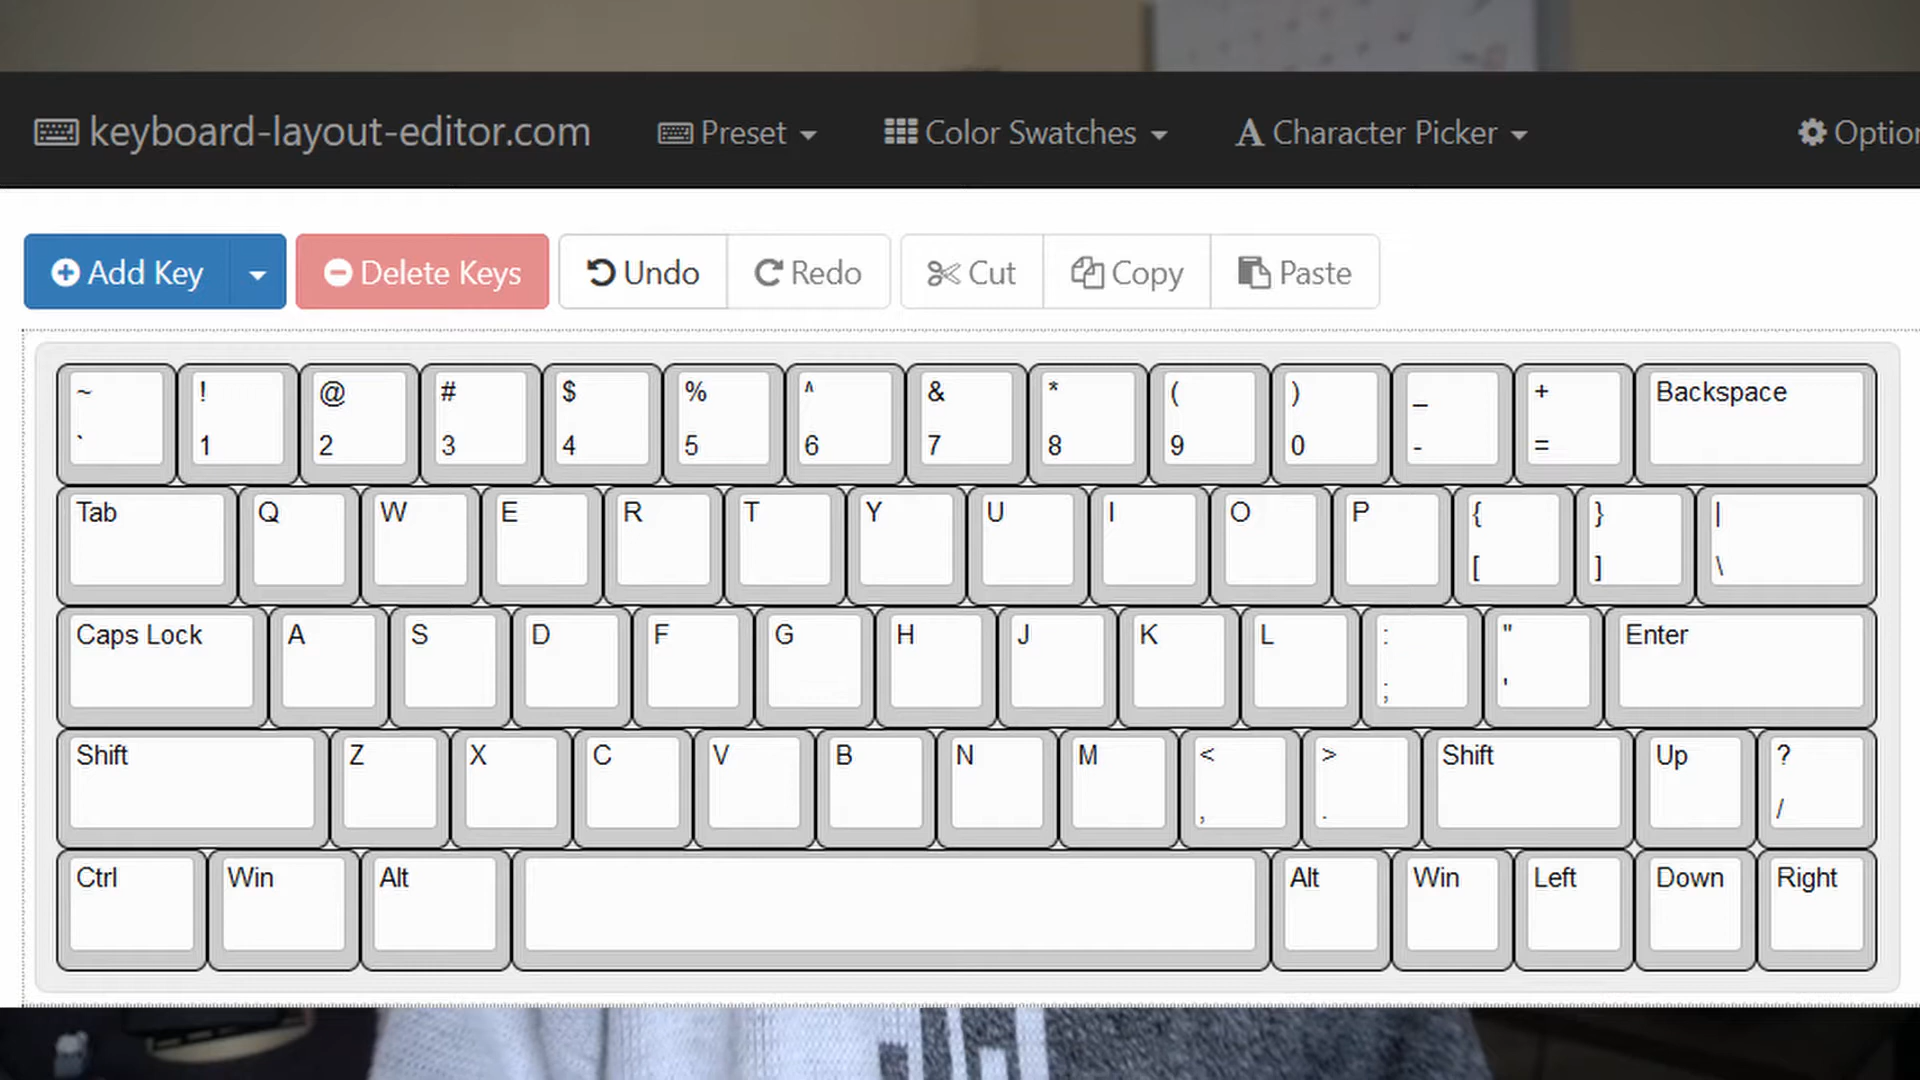 keyboard-layout-editor.com Preset Color Swatches Character Picker Option
Add Key Delete Keys Undo Redo Cut Copy Paste
~ ! @ # $ % ^ & * ( ) _ + Backspace
` 1 2 3 4 5 6 7 8 9 0 - =
Tab Q W E R T Y U I O P { } |
[ ] \
Caps Lock A S D F G H J K L : " Enter
; '
Shift Z X C V B N M < > Shift Up ?
, . /
Ctrl Win Alt Alt Win Left Down Right